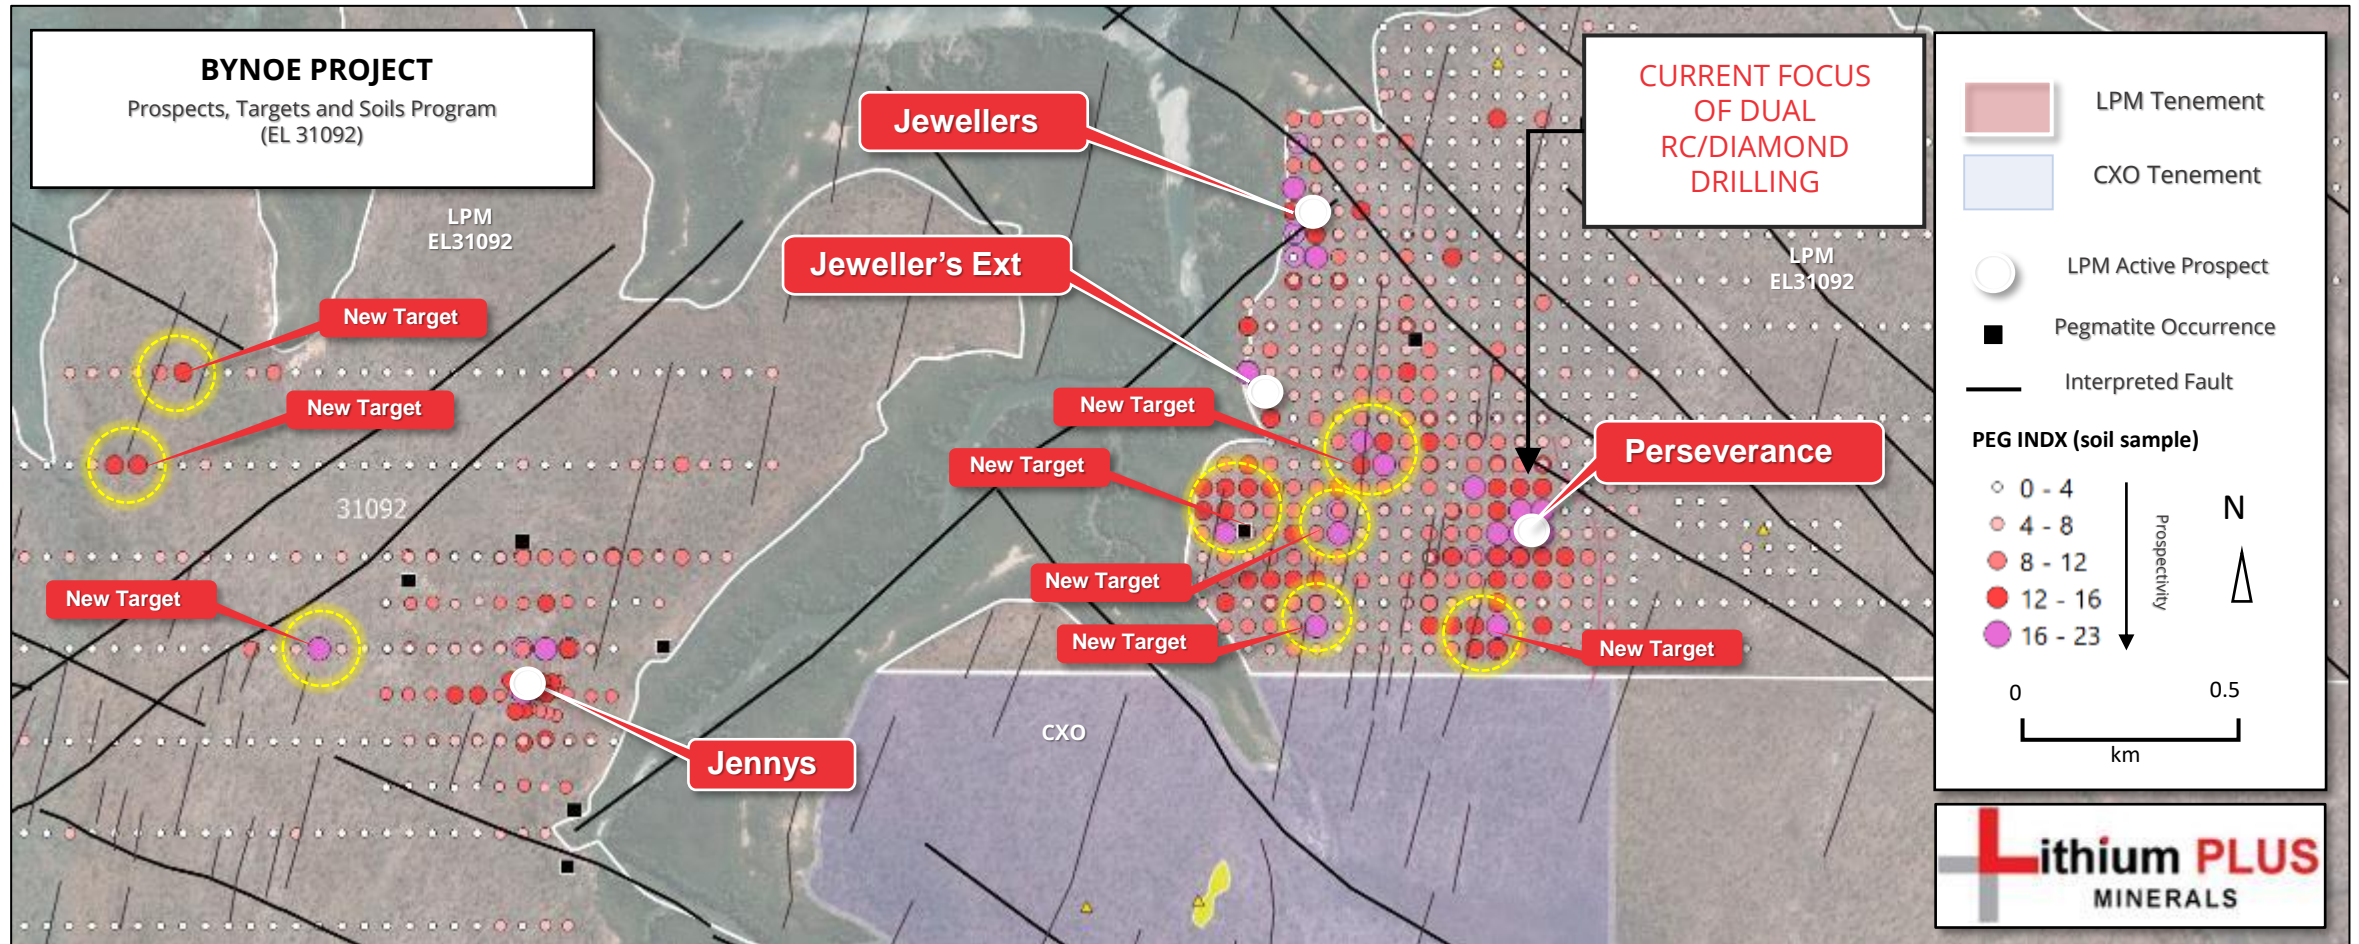 BYNOE PROJECT
Prospects, Targets and Soils Program
(EL 31092)
LPM
EL31092
Jewellers
Jeweller’s Ext
CURRENT FOCUS
OF DUAL
RC/DIAMOND
DRILLING
LPM
EL31092
New Target
New Target
31092
New Target
New Target
New Target
New Target
New Target
New Target
Perseverance
Jennys
CXO
LPM Tenement
CXO Tenement
LPM Active Prospect
Pegmatite Occurrence
Interpreted Fault
PEG INDX (soil sample)
0 - 4
4 - 8
8 - 12
12 - 16
16 - 23
Prospectivity
N
0
0.5
km
Lithium PLUS
MINERALS